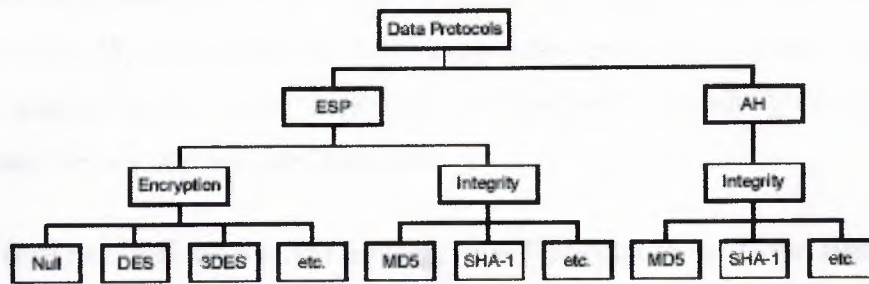 Data Protocols
ESP
AH
Encryption
Integrity
Integrity
Null
DES
3DES
etc.
MD5
SHA-1
etc.
MD5
SHA-1
etc.